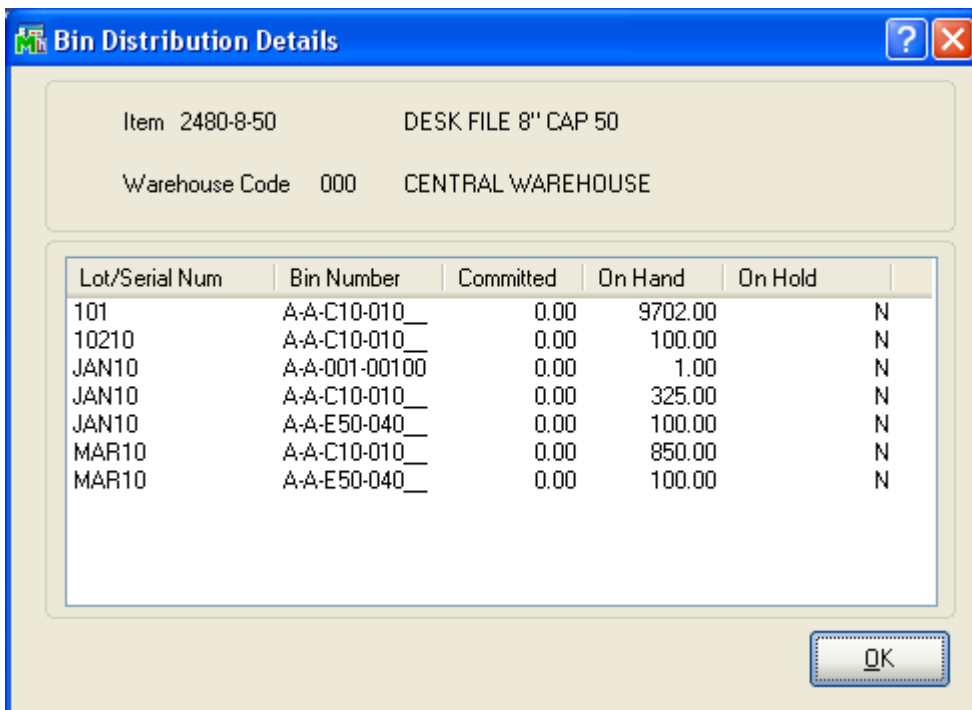 Bin Distribution Details
Item 2480-8-50 DESK FILE 8" CAP 50
Warehouse Code 000 CENTRAL WAREHOUSE
Lot/Serial Num Bin Number Committed On Hand On Hold
101 A-A-C10-010__ 0.00 9702.00 N
10210 A-A-C10-010__ 0.00 100.00 N
JAN10 A-A-001-00100 0.00 1.00 N
JAN10 A-A-C10-010__ 0.00 325.00 N
JAN10 A-A-E50-040__ 0.00 100.00 N
MAR10 A-A-C10-010__ 0.00 850.00 N
MAR10 A-A-E50-040__ 0.00 100.00 N
OK